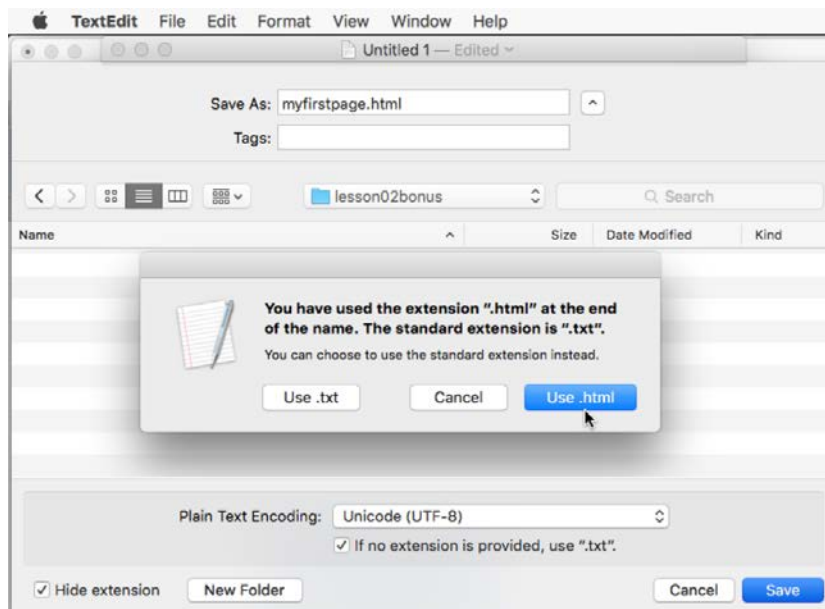 TextEdit File Edit Format View Window Help
Untitled 1 — Edited
Save As: myfirstpage.html
Tags:
lesson02bonus
Search
Name Size Date Modified Kind
You have used the extension “.html” at the end
of the name. The standard extension is “.txt”.
You can choose to use the standard extension instead.
Use .txt Cancel Use .html
Plain Text Encoding: Unicode (UTF-8)
If no extension is provided, use “.txt”.
Hide extension New Folder Cancel Save